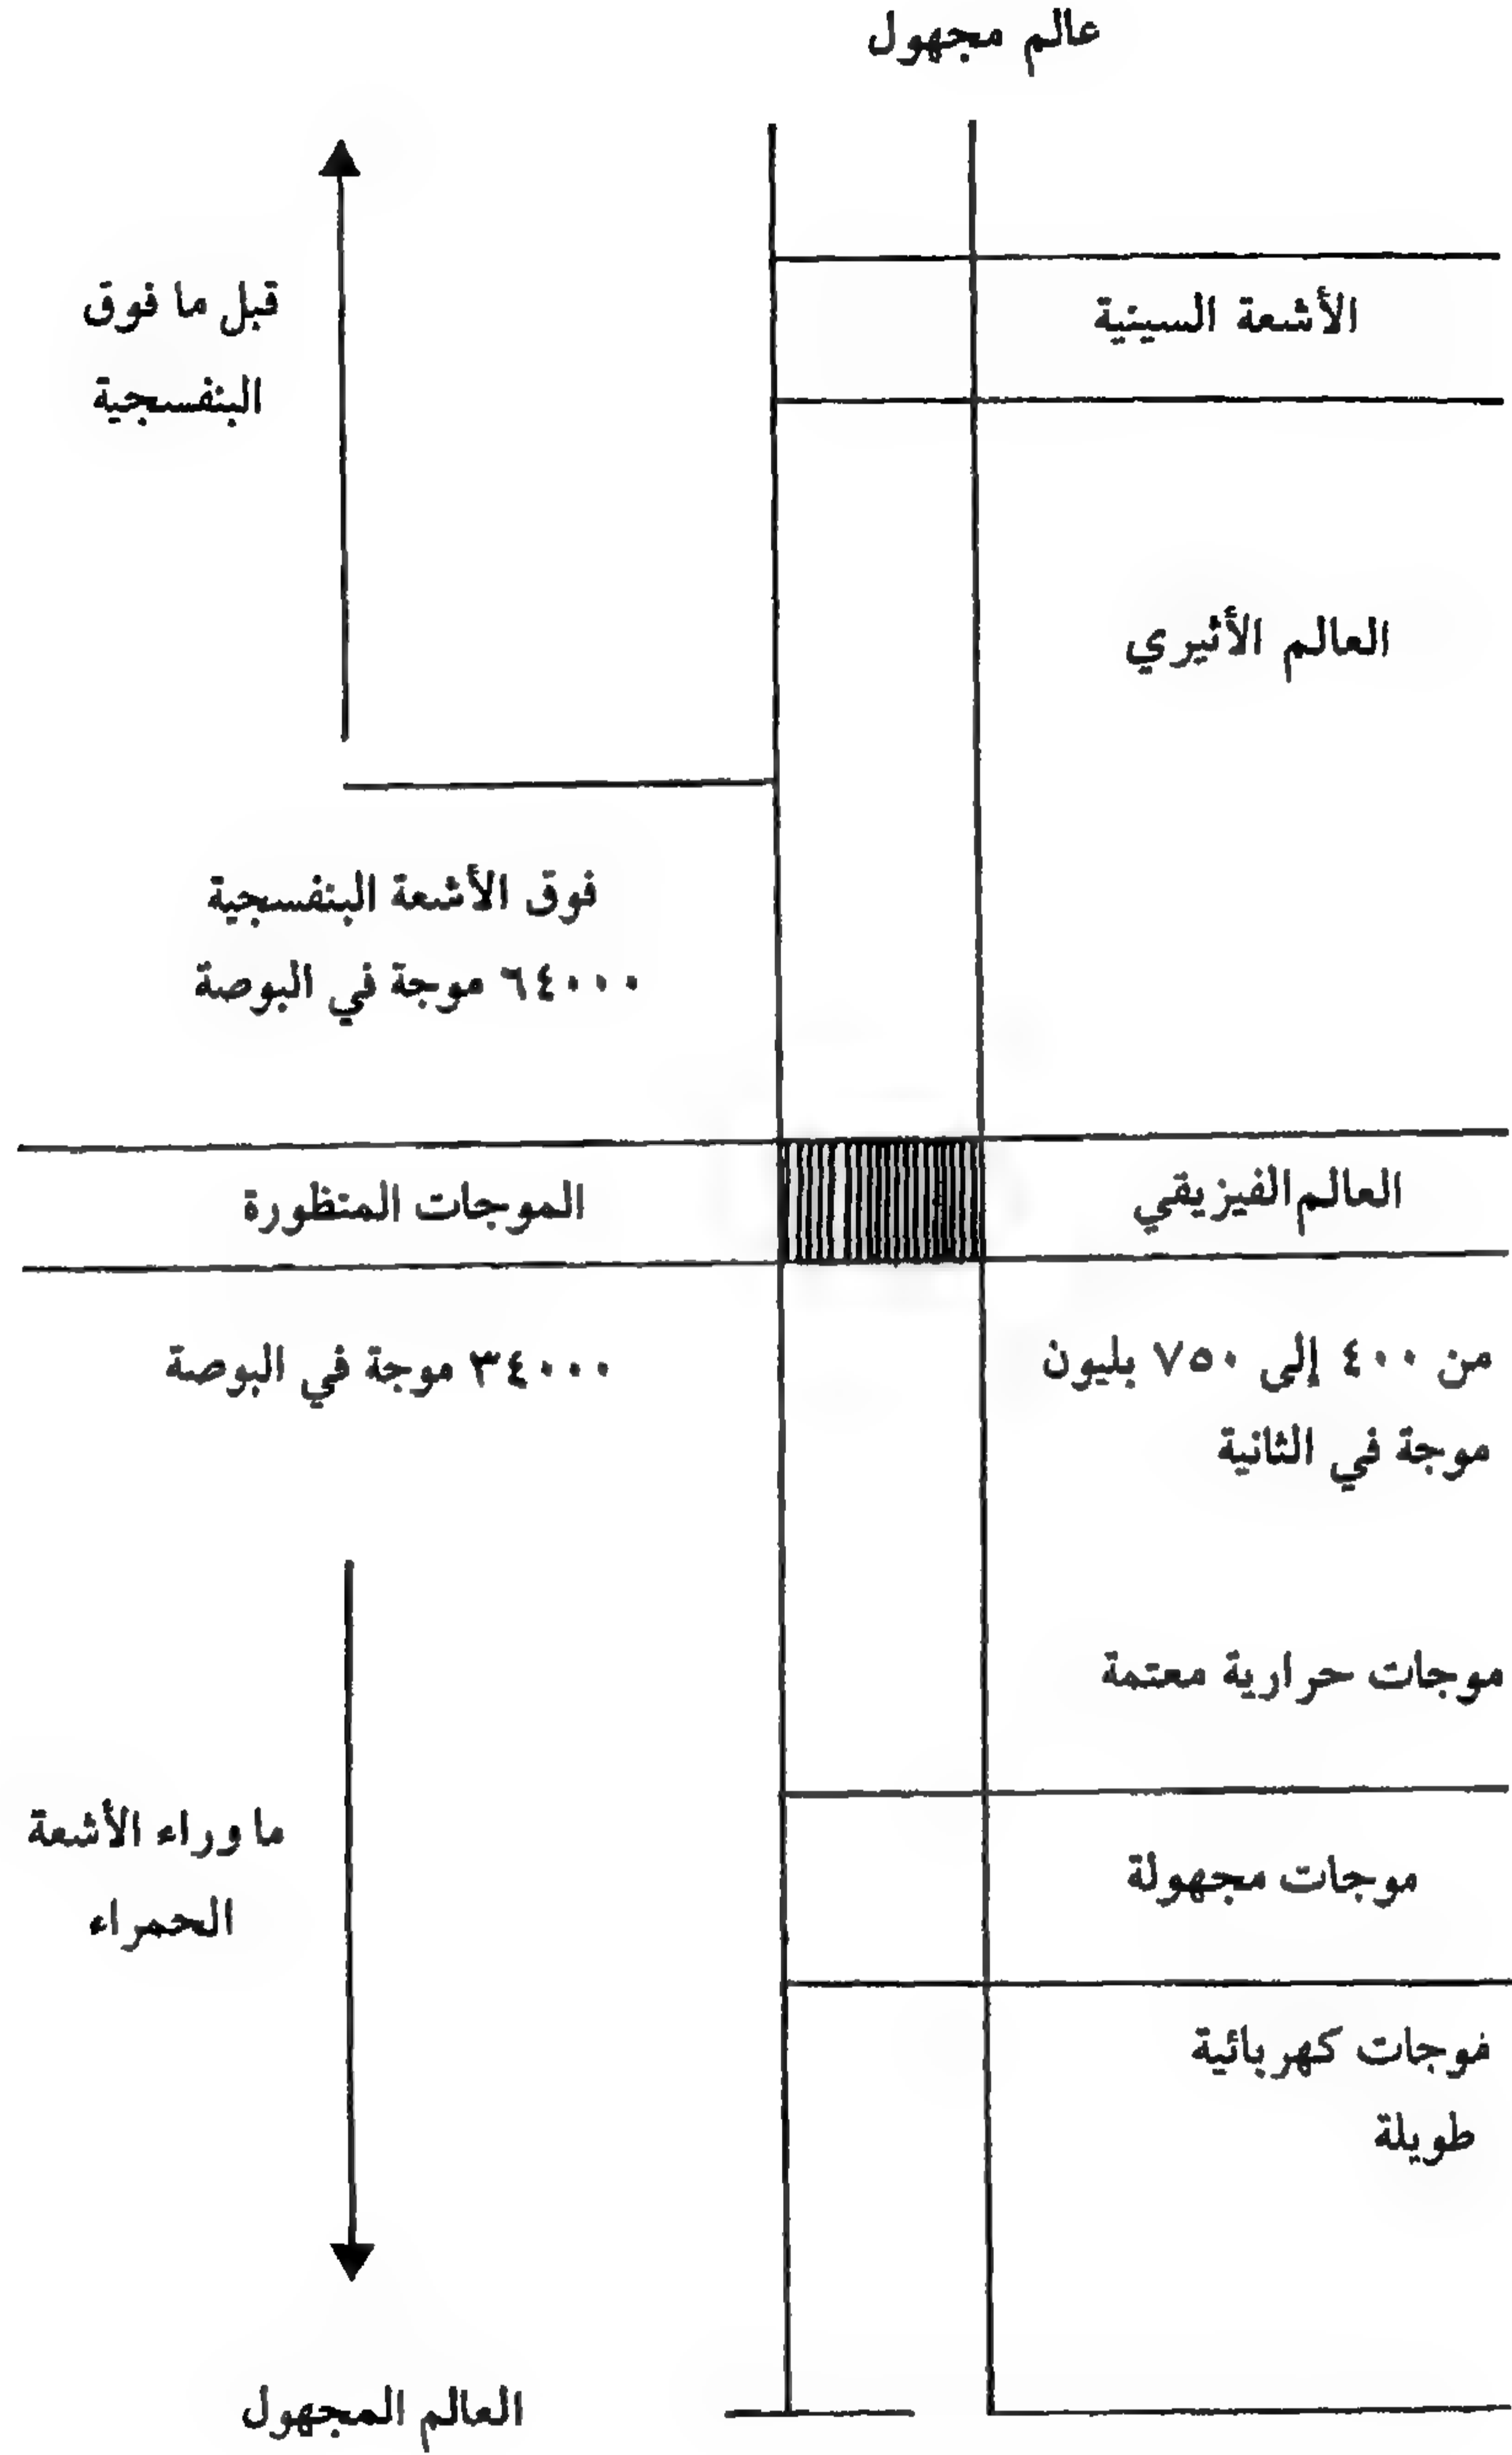 عالم مجهول
الأشعة السينية
قبل ما فوق
البنفسجية
العالم الأثيري
فوق الأشعة البنفسجية
٦٤٠٠٠ موجة في البوصة
العالم الفيزيقي
الموجات المنظورة
من ٤٠٠ إلى ٧٥٠ بليون
موجة في الثانية
٣٤٠٠٠ موجة في البوصة
موجات حرارية معتمة
ما وراء الأشعة
الحمراء
موجات مجهولة
موجات كهربائية
طويلة
العالم المجهول